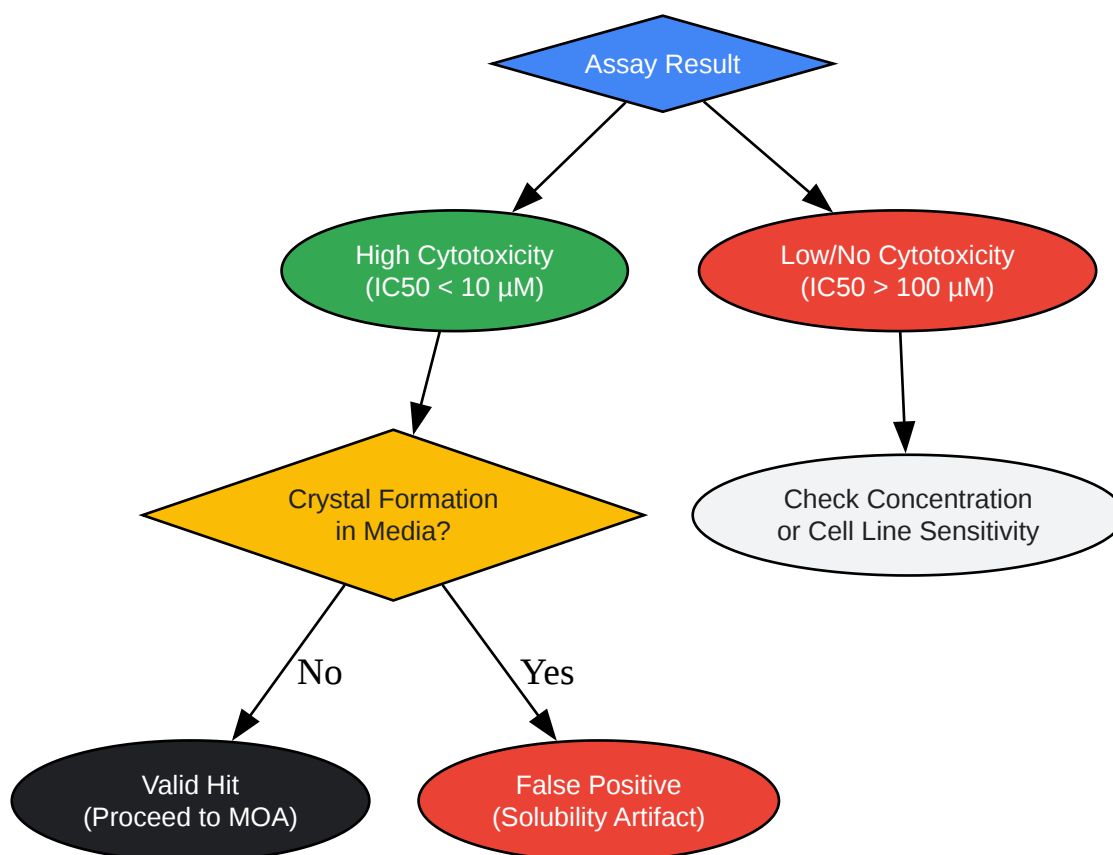 Assay Result
High Cytotoxicity
(IC50 < 10 µM)
Low/No Cytotoxicity
(IC50 > 100 µM)
Crystal Formation
in Media?
Check Concentration
or Cell Line Sensitivity
No
Yes
Valid Hit
(Proceed to MOA)
False Positive
(Solubility Artifact)